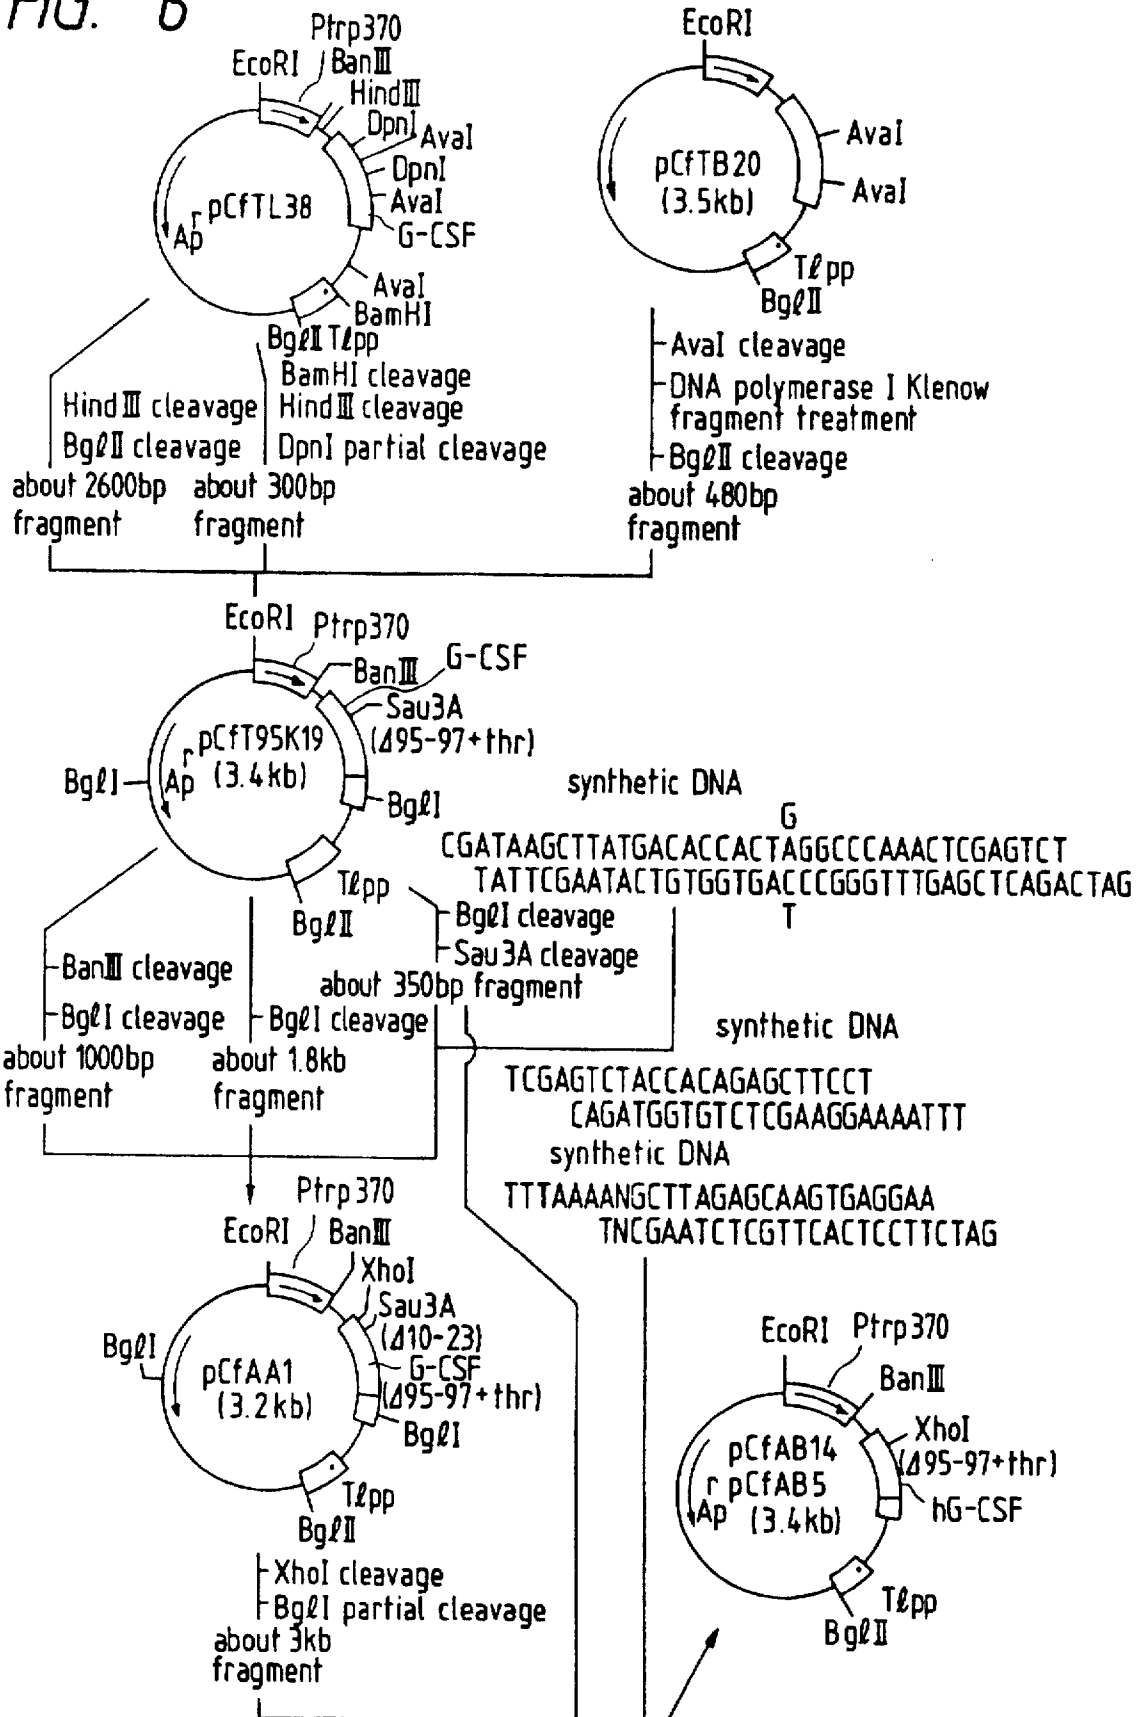 FIG. 6
Ptrp370
EcoRI
BanIII
HindIII
DpnI
AvaI
DpnI
AvaI
G-CSF
pCfTL38
Apr
AvaI
BamHI
BglII Tlpp
EcoRI
AvaI
AvaI
pCfTB20
(3.5kb)
Tlpp
BglII
HindIII cleavage
BglII cleavage
about 2600bp
fragment
BamHI cleavage
HindIII cleavage
DpnI partial cleavage
about 300bp
fragment
AvaI cleavage
DNA polymerase I Klenow
fragment treatment
BglII cleavage
about 480bp
fragment
EcoRI
Ptrp370
BanIII
G-CSF
Sau3A
(Δ95-97+thr)
pCfT95K19
Apr (3.4kb)
BglI
BglI
Tlpp
BglII
synthetic DNA
G
CGATAAGCTTATGACACCACTAGGCCCAAACTCGAGTCT
TATTCGAATACTGTGGTGACCCGGGTTTGAGCTCAGACTAG
T
BglI cleavage
Sau3A cleavage
about 350bp fragment
BanIII cleavage
BglI cleavage
about 1000bp
fragment
BglI cleavage
about 1.8kb
fragment
synthetic DNA
TCGAGTCTACCACAGAGCTTCCT
CAGATGGTGTCTCGAAGGAAAATTT
synthetic DNA
TTTAAAANGCTTAGAGCAAGTGAGGAA
TNCGAATCTCGTTCACTCCTTCTAG
Ptrp370
EcoRI
BanIII
XhoI
Sau3A
(Δ10-23)
G-CSF
(Δ95-97+thr)
BglI
BglI
pCfAA1
(3.2kb)
Tlpp
BglII
XhoI cleavage
BglI partial cleavage
about 3kb
fragment
EcoRI
Ptrp370
BanIII
XhoI
(Δ95-97+thr)
hG-CSF
pCfAB14
r pCfAB5
Ap (3.4kb)
Tlpp
BglII